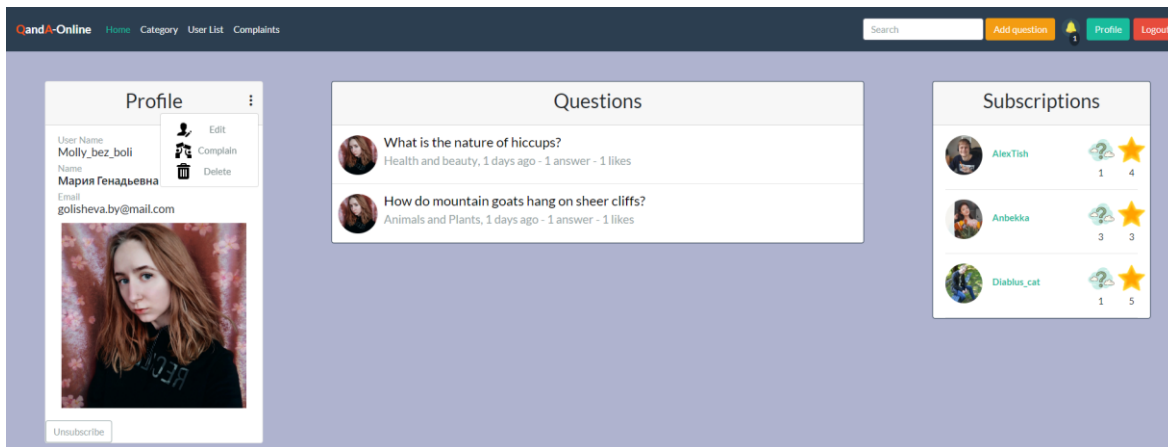 QandA-Online Home Category User List Complaints Search Add question 1 Profile Logout
Profile
Edit
Complain
Delete
User Name
Molly_bez_boli
Name
Мария Генадьевна
Email
golisheva.by@mail.com
Unsubscribe
Questions
What is the nature of hiccups?
Health and beauty, 1 days ago - 1 answer - 1 likes
How do mountain goats hang on sheer cliffs?
Animals and Plants, 1 days ago - 1 answer - 1 likes
Subscriptions
AlexTish
1 4
Anbekka
3 3
Diablus_cat
1 5